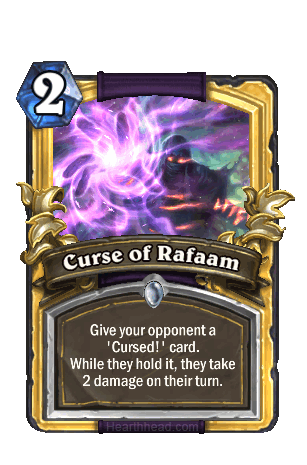 2
Curse of Rafaam
Give your opponent a
'Cursed!' card.
While they hold it, they take
2 damage on their turn.
Hearthhead.com